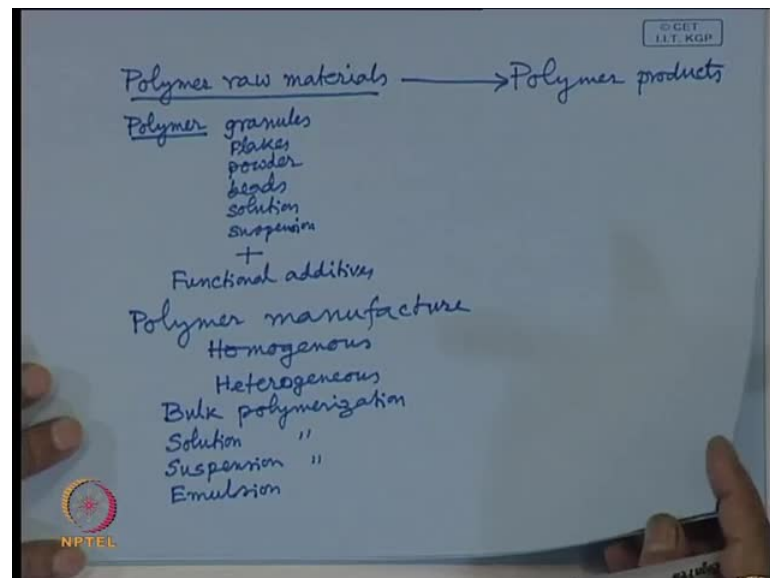 © CET
I.I.T. KGP
Polymer raw materials → Polymer products
Polymer granules
flakes
powder
beads
solution
suspension
+
Functional additives
Polymer manufacture
Homogenous
Heterogeneous
Bulk polymerization
Solution "
Suspension "
Emulsion
NPTEL